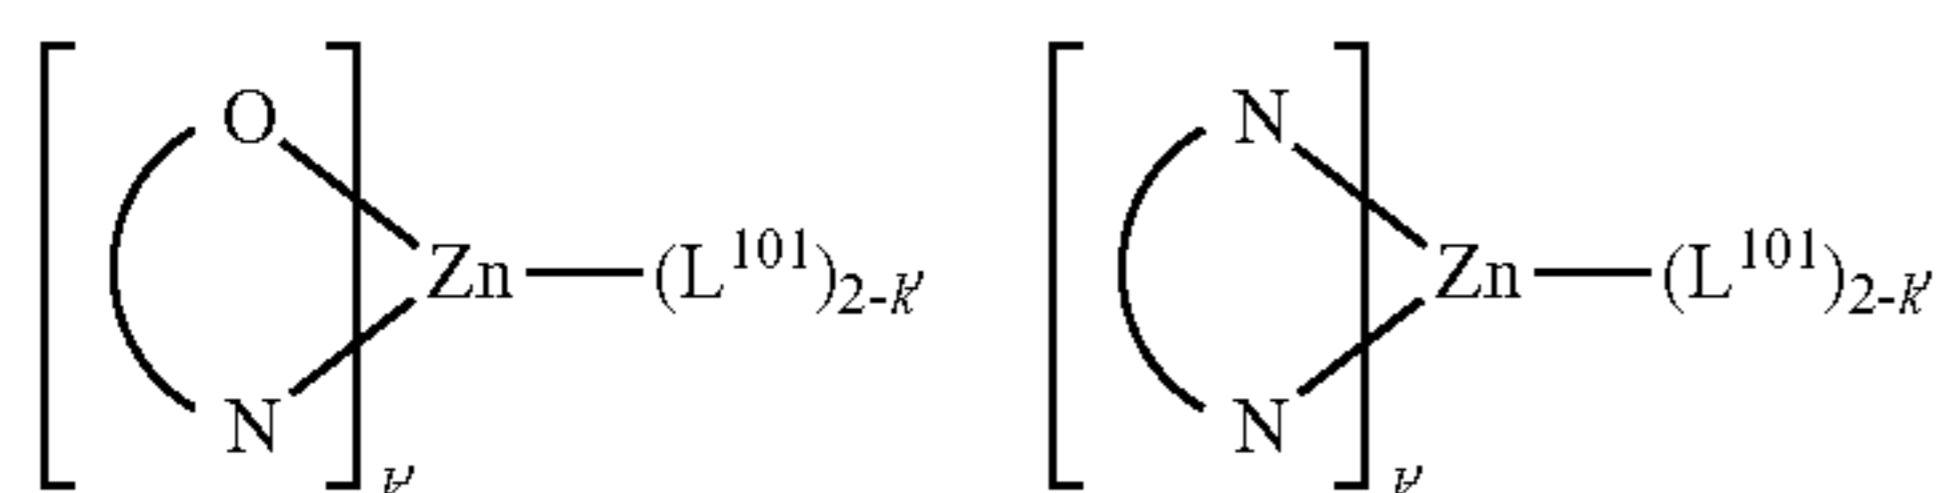 O N Zn (L¹⁰¹)₂₋ₖ′ k′
N N Zn (L¹⁰¹)₂₋ₖ′ k′